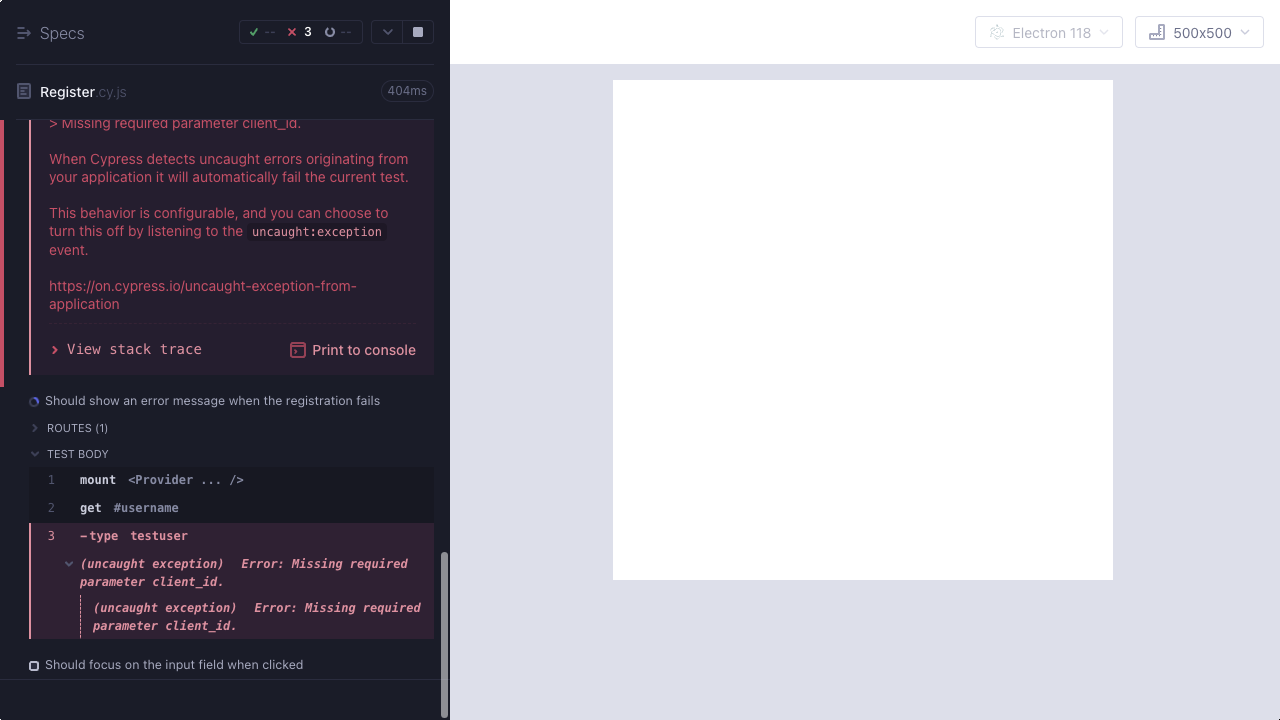 Specs
-- 3 --
Electron 118
500x500
Register.cy.js
404ms
> Missing required parameter client_id.
When Cypress detects uncaught errors originating from
your application it will automatically fail the current test.
This behavior is configurable, and you can choose to
turn this off by listening to the uncaught:exception
event.
https://on.cypress.io/uncaught-exception-from-
application
View stack trace
Print to console
Should show an error message when the registration fails
ROUTES (1)
TEST BODY
1 mount <Provider ... />
2 get #username
3 -type testuser
(uncaught exception) Error: Missing required
parameter client_id.
(uncaught exception) Error: Missing required
parameter client_id.
Should focus on the input field when clicked